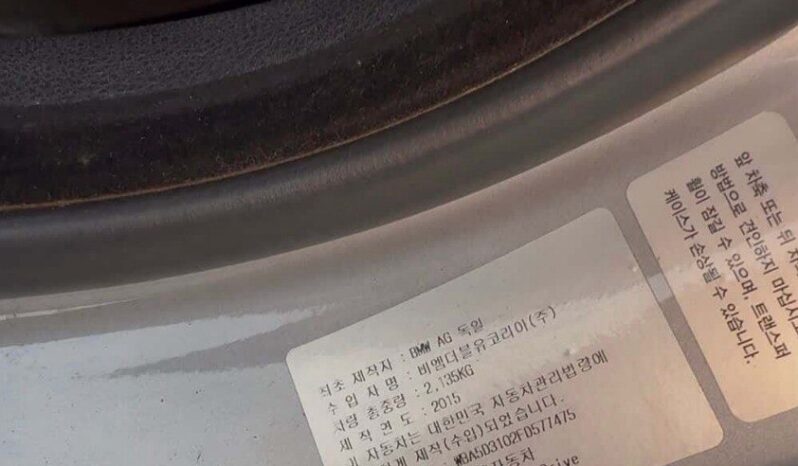 최초 제작자 : BMW AG 독일
수 입 자 명 : 비엠더블유코리아(주)
차량 총중량 : 2,135KG
제 작 연 도 : 2015
자동차는 대한민국 자동차관리법령에
제작(수입)되었습니다.
WBA5D3102FD577475
Drive
앞 차축 또는 뒤
방법으로 견인하지 마십시오
휠이 잠길 수 있으며, 트랜스퍼
케이스가 손상될 수 있습니다.